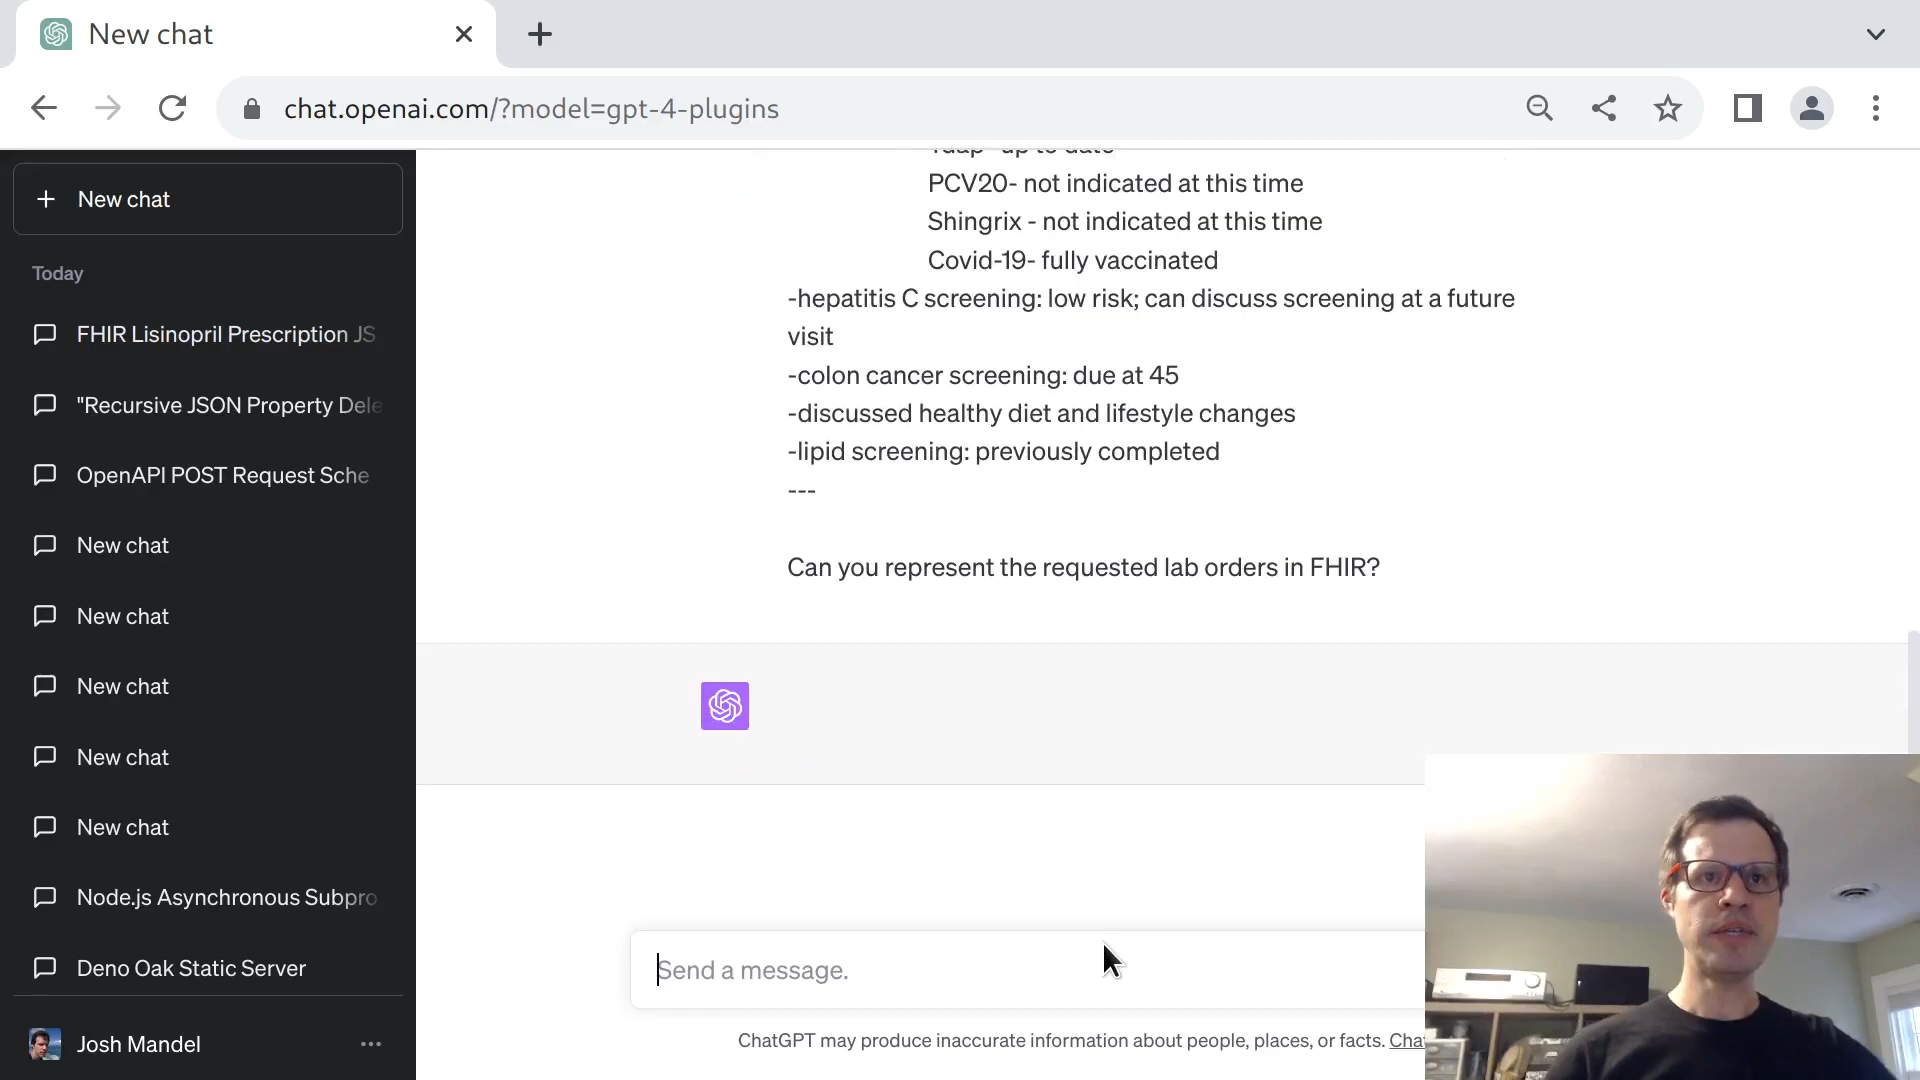 New chat
chat.openai.com/?model=gpt-4-plugins
New chat
Today
FHIR Lisinopril Prescription JS
"Recursive JSON Property Dele
OpenAPI POST Request Sche
New chat
New chat
New chat
New chat
New chat
Node.js Asynchronous Subpro
Deno Oak Static Server
Josh Mandel
Tdap- up to date
PCV20- not indicated at this time
Shingrix - not indicated at this time
Covid-19- fully vaccinated
-hepatitis C screening: low risk; can discuss screening at a future
visit
-colon cancer screening: due at 45
-discussed healthy diet and lifestyle changes
-lipid screening: previously completed
---
Can you represent the requested lab orders in FHIR?
Send a message.
ChatGPT may produce inaccurate information about people, places, or facts. Cha